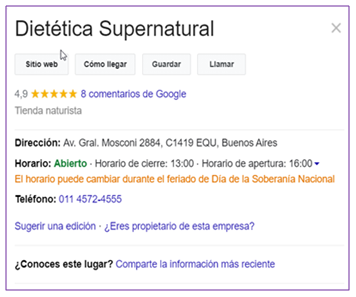 Dietética Supernatural
Sitio web
Cómo llegar
Guardar
Llamar
4,9 ★★★★★ 8 comentarios de Google
Tienda naturista
Dirección: Av. Gral. Mosconi 2884, C1419 EQU, Buenos Aires
Horario: Abierto · Horario de cierre: 13:00 · Horario de apertura: 16:00
El horario puede cambiar durante el feriado de Día de la Soberanía Nacional
Teléfono: 011 4572-4555
Sugerir una edición · ¿Eres propietario de esta empresa?
¿Conoces este lugar? Comparte la información más reciente